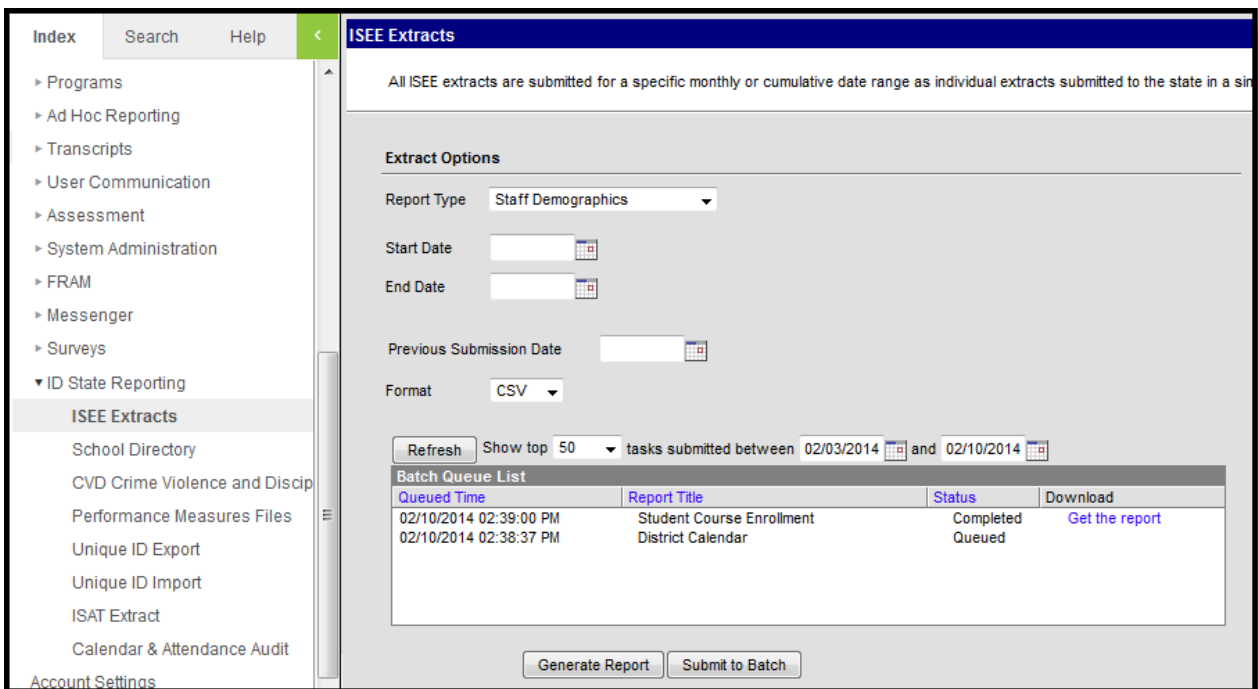 Index Search Help
Programs
Ad Hoc Reporting
Transcripts
User Communication
Assessment
System Administration
FRAM
Messenger
Surveys
ID State Reporting
ISEE Extracts
School Directory
CVD Crime Violence and Discip
Performance Measures Files
Unique ID Export
Unique ID Import
ISAT Extract
Calendar & Attendance Audit
Account Settings
ISEE Extracts
All ISEE extracts are submitted for a specific monthly or cumulative date range as individual extracts submitted to the state in a sin
Extract Options
Report Type Staff Demographics
Start Date
End Date
Previous Submission Date
Format CSV
Refresh Show top 50 tasks submitted between 02/03/2014 and 02/10/2014
Batch Queue List
Queued Time Report Title Status Download
02/10/2014 02:39:00 PM Student Course Enrollment Completed Get the report
02/10/2014 02:38:37 PM District Calendar Queued
Generate Report Submit to Batch